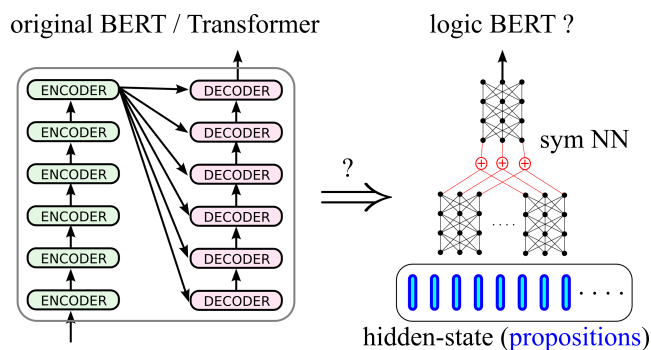 original BERT / Transformer
logic BERT ?
ENCODER
DECODER
ENCODER
DECODER
ENCODER
DECODER
ENCODER
DECODER
ENCODER
DECODER
ENCODER
DECODER
?
sym NN
+ + +
. . . .
. . . . .
hidden-state (propositions)